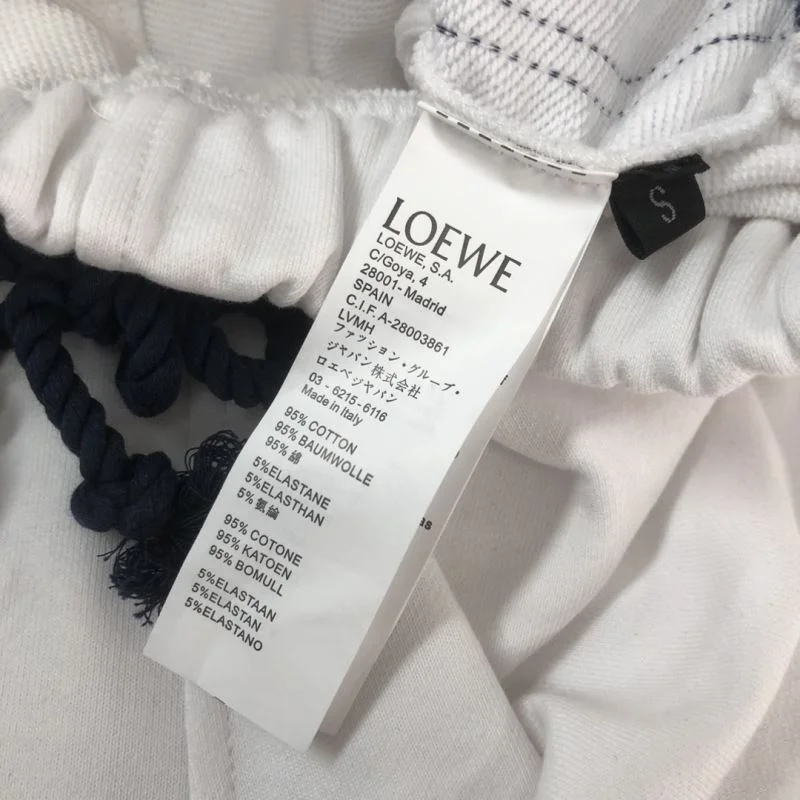 LOEWE
LOEWE, S.A.
C/Goya, 4
28001- Madrid
SPAIN
C.I.F. A-28003861
LVMH
ファッション・グループ・
ジャパン株式会社
ロエベジャパン
03 - 6215-6116
Made in Italy
95% COTTON
95% BAUMWOLLE
95% 綿
5%ELASTANE
5%ELASTHAN
5% 氨綸
95% COTONE
95% KATOEN
95% BOMULL
5%ELASTAAN
5%ELASTAN
5%ELASTANO
S
as